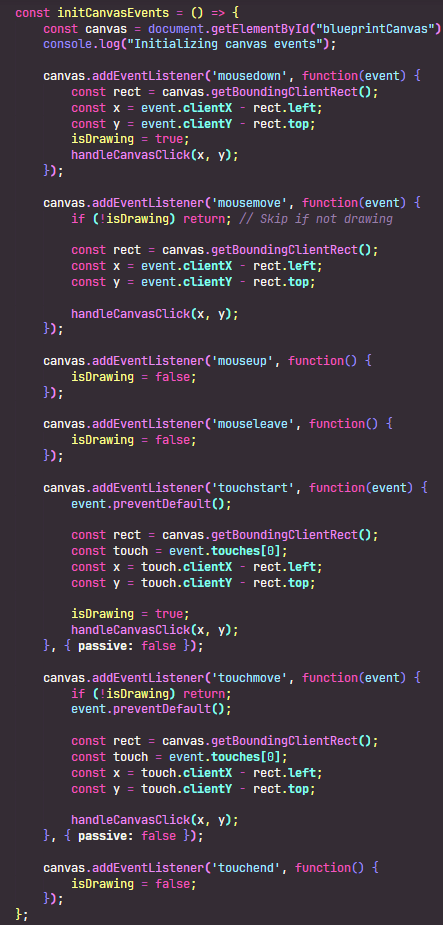 const initCanvasEvents = () => {
    const canvas = document.getElementById("blueprintCanvas")
    console.log("Initializing canvas events");

    canvas.addEventListener('mousedown', function(event) {
        const rect = canvas.getBoundingClientRect();
        const x = event.clientX - rect.left;
        const y = event.clientY - rect.top;
        isDrawing = true;
        handleCanvasClick(x, y);
    });

    canvas.addEventListener('mousemove', function(event) {
        if (!isDrawing) return; // Skip if not drawing

        const rect = canvas.getBoundingClientRect();
        const x = event.clientX - rect.left;
        const y = event.clientY - rect.top;

        handleCanvasClick(x, y);
    });

    canvas.addEventListener('mouseup', function() {
        isDrawing = false;
    });

    canvas.addEventListener('mouseleave', function() {
        isDrawing = false;
    });

    canvas.addEventListener('touchstart', function(event) {
        event.preventDefault();

        const rect = canvas.getBoundingClientRect();
        const touch = event.touches[0];
        const x = touch.clientX - rect.left;
        const y = touch.clientY - rect.top;

        isDrawing = true;
        handleCanvasClick(x, y);
    }, { passive: false });

    canvas.addEventListener('touchmove', function(event) {
        if (!isDrawing) return;
        event.preventDefault();

        const rect = canvas.getBoundingClientRect();
        const touch = event.touches[0];
        const x = touch.clientX - rect.left;
        const y = touch.clientY - rect.top;

        handleCanvasClick(x, y);
    }, { passive: false });

    canvas.addEventListener('touchend', function() {
        isDrawing = false;
    });
};